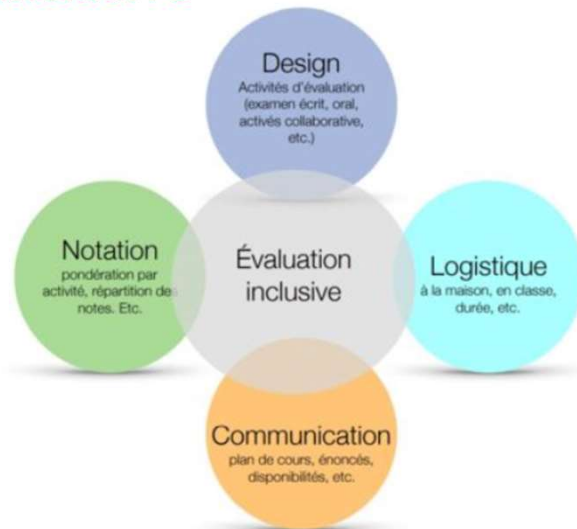 Design
Activités d'évaluation
(examen écrit, oral,
activés collaborative,
etc.)
Notation
pondération par
activité, répartition des
notes. Etc.
Évaluation
inclusive
Logistique
à la maison, en classe,
durée, etc.
Communication
plan de cours, énoncés,
disponibilités, etc.